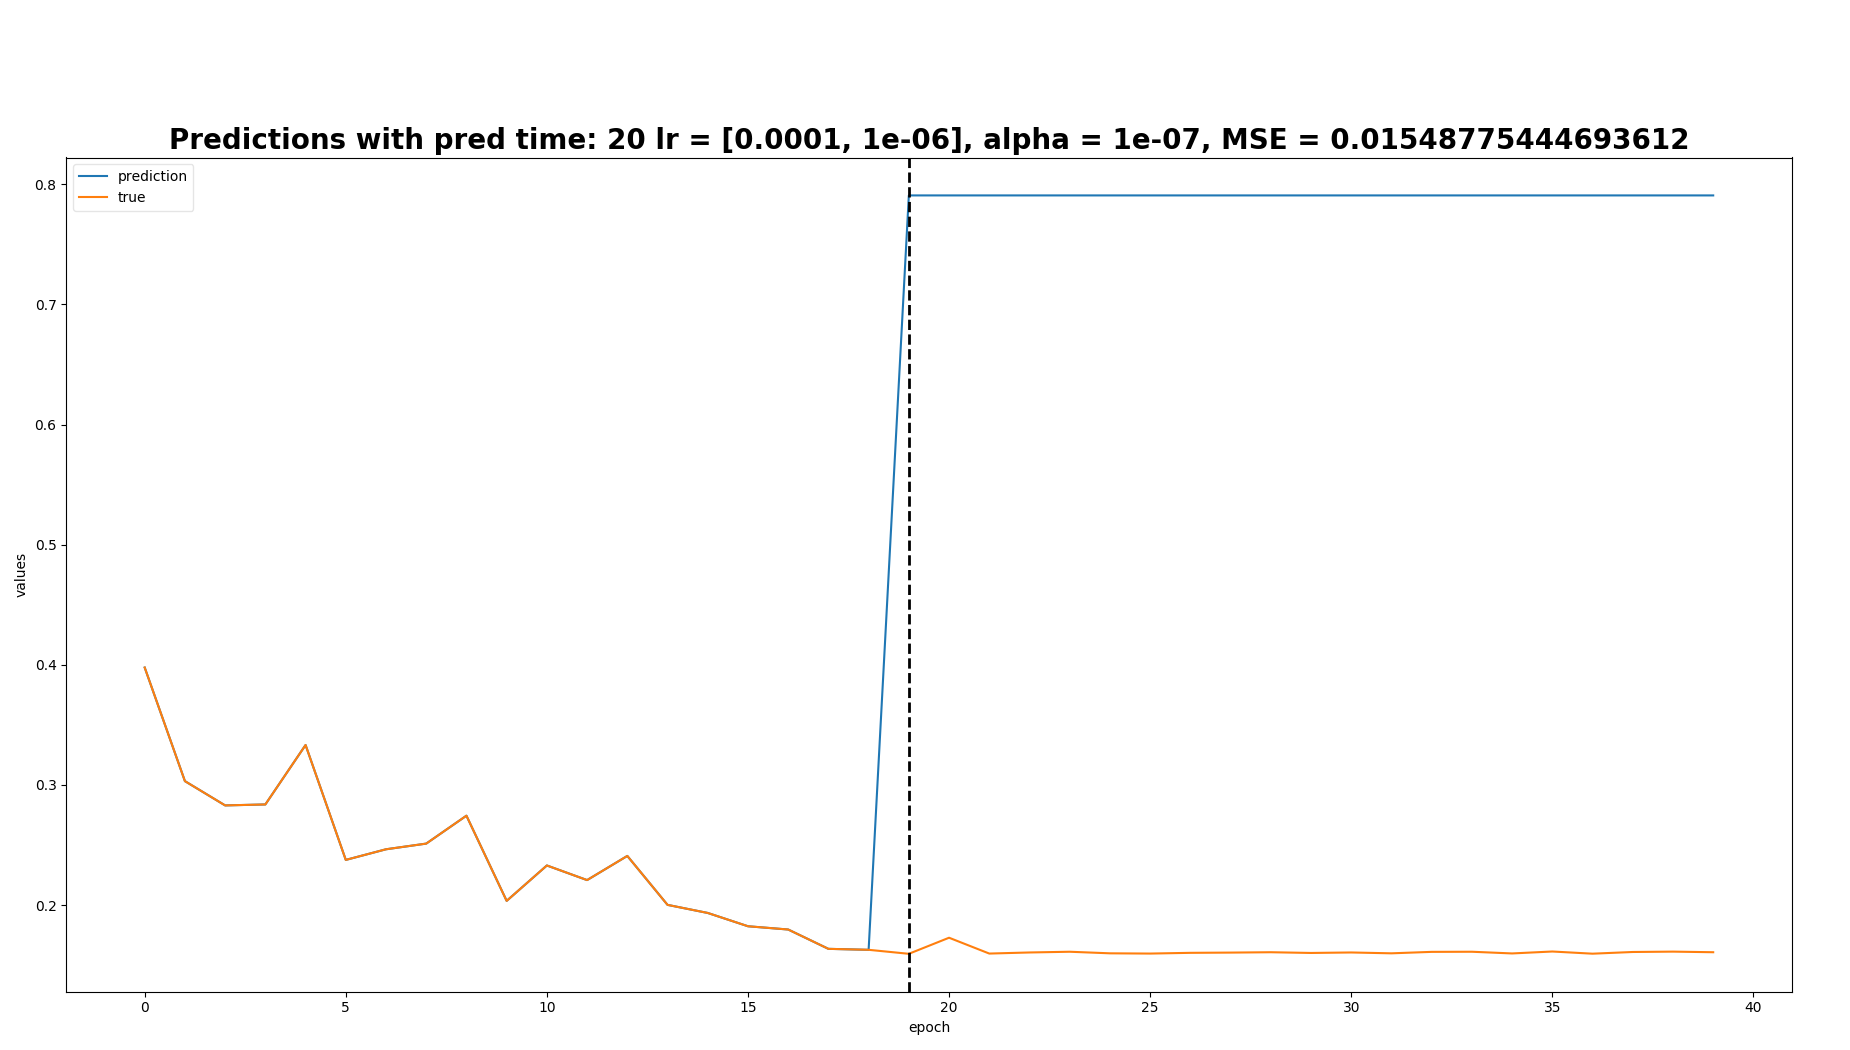 Predictions with pred time: 20 lr = [0.0001, 1e-06], alpha = 1e-07, MSE = 0.01548775444693612
prediction
true
0.8
0.7
0.6
0.5
0.4
0.3
0.2
values
0 5 10 15 20 25 30 35 40
epoch